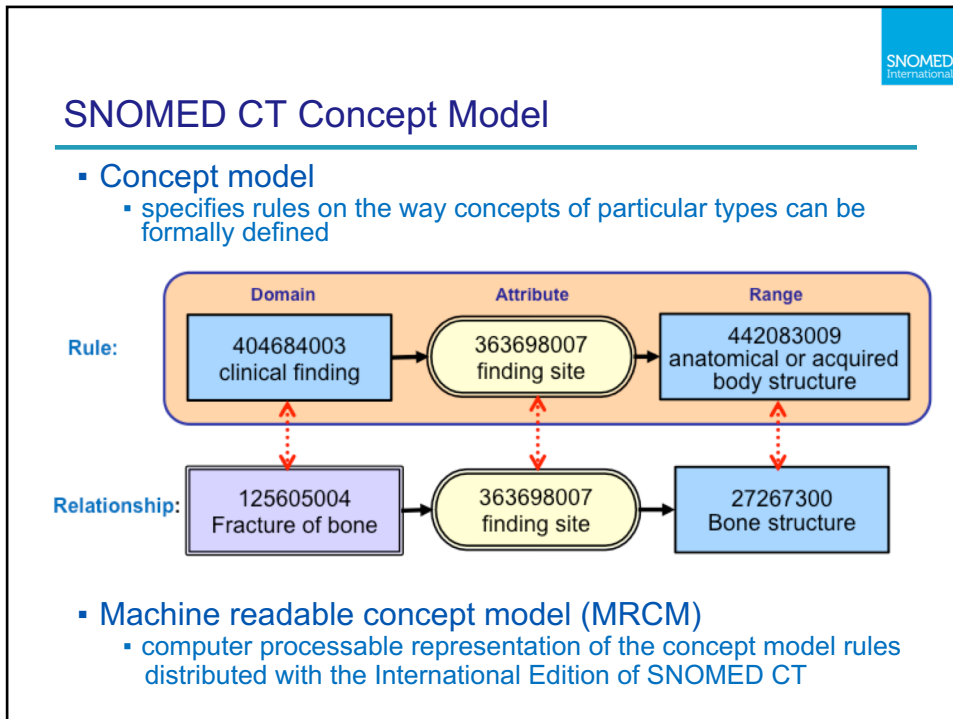 SNOMED
International
SNOMED CT Concept Model
▪ Concept model
▪ specifies rules on the way concepts of particular types can be
formally defined
Domain Attribute Range
Rule:
404684003
clinical finding
363698007
finding site
442083009
anatomical or acquired
body structure
Relationship:
125605004
Fracture of bone
363698007
finding site
27267300
Bone structure
▪ Machine readable concept model (MRCM)
▪ computer processable representation of the concept model rules
distributed with the International Edition of SNOMED CT